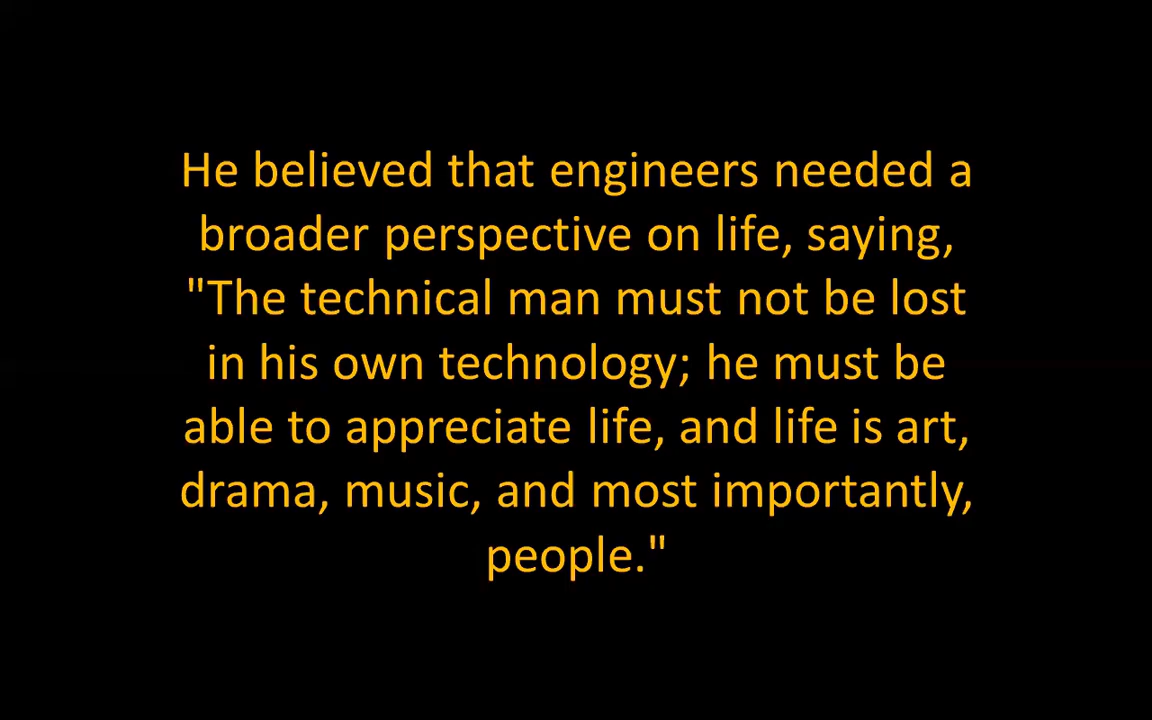 He believed that engineers needed a
broader perspective on life, saying,
"The technical man must not be lost
in his own technology; he must be
able to appreciate life, and life is art,
drama, music, and most importantly,
people."